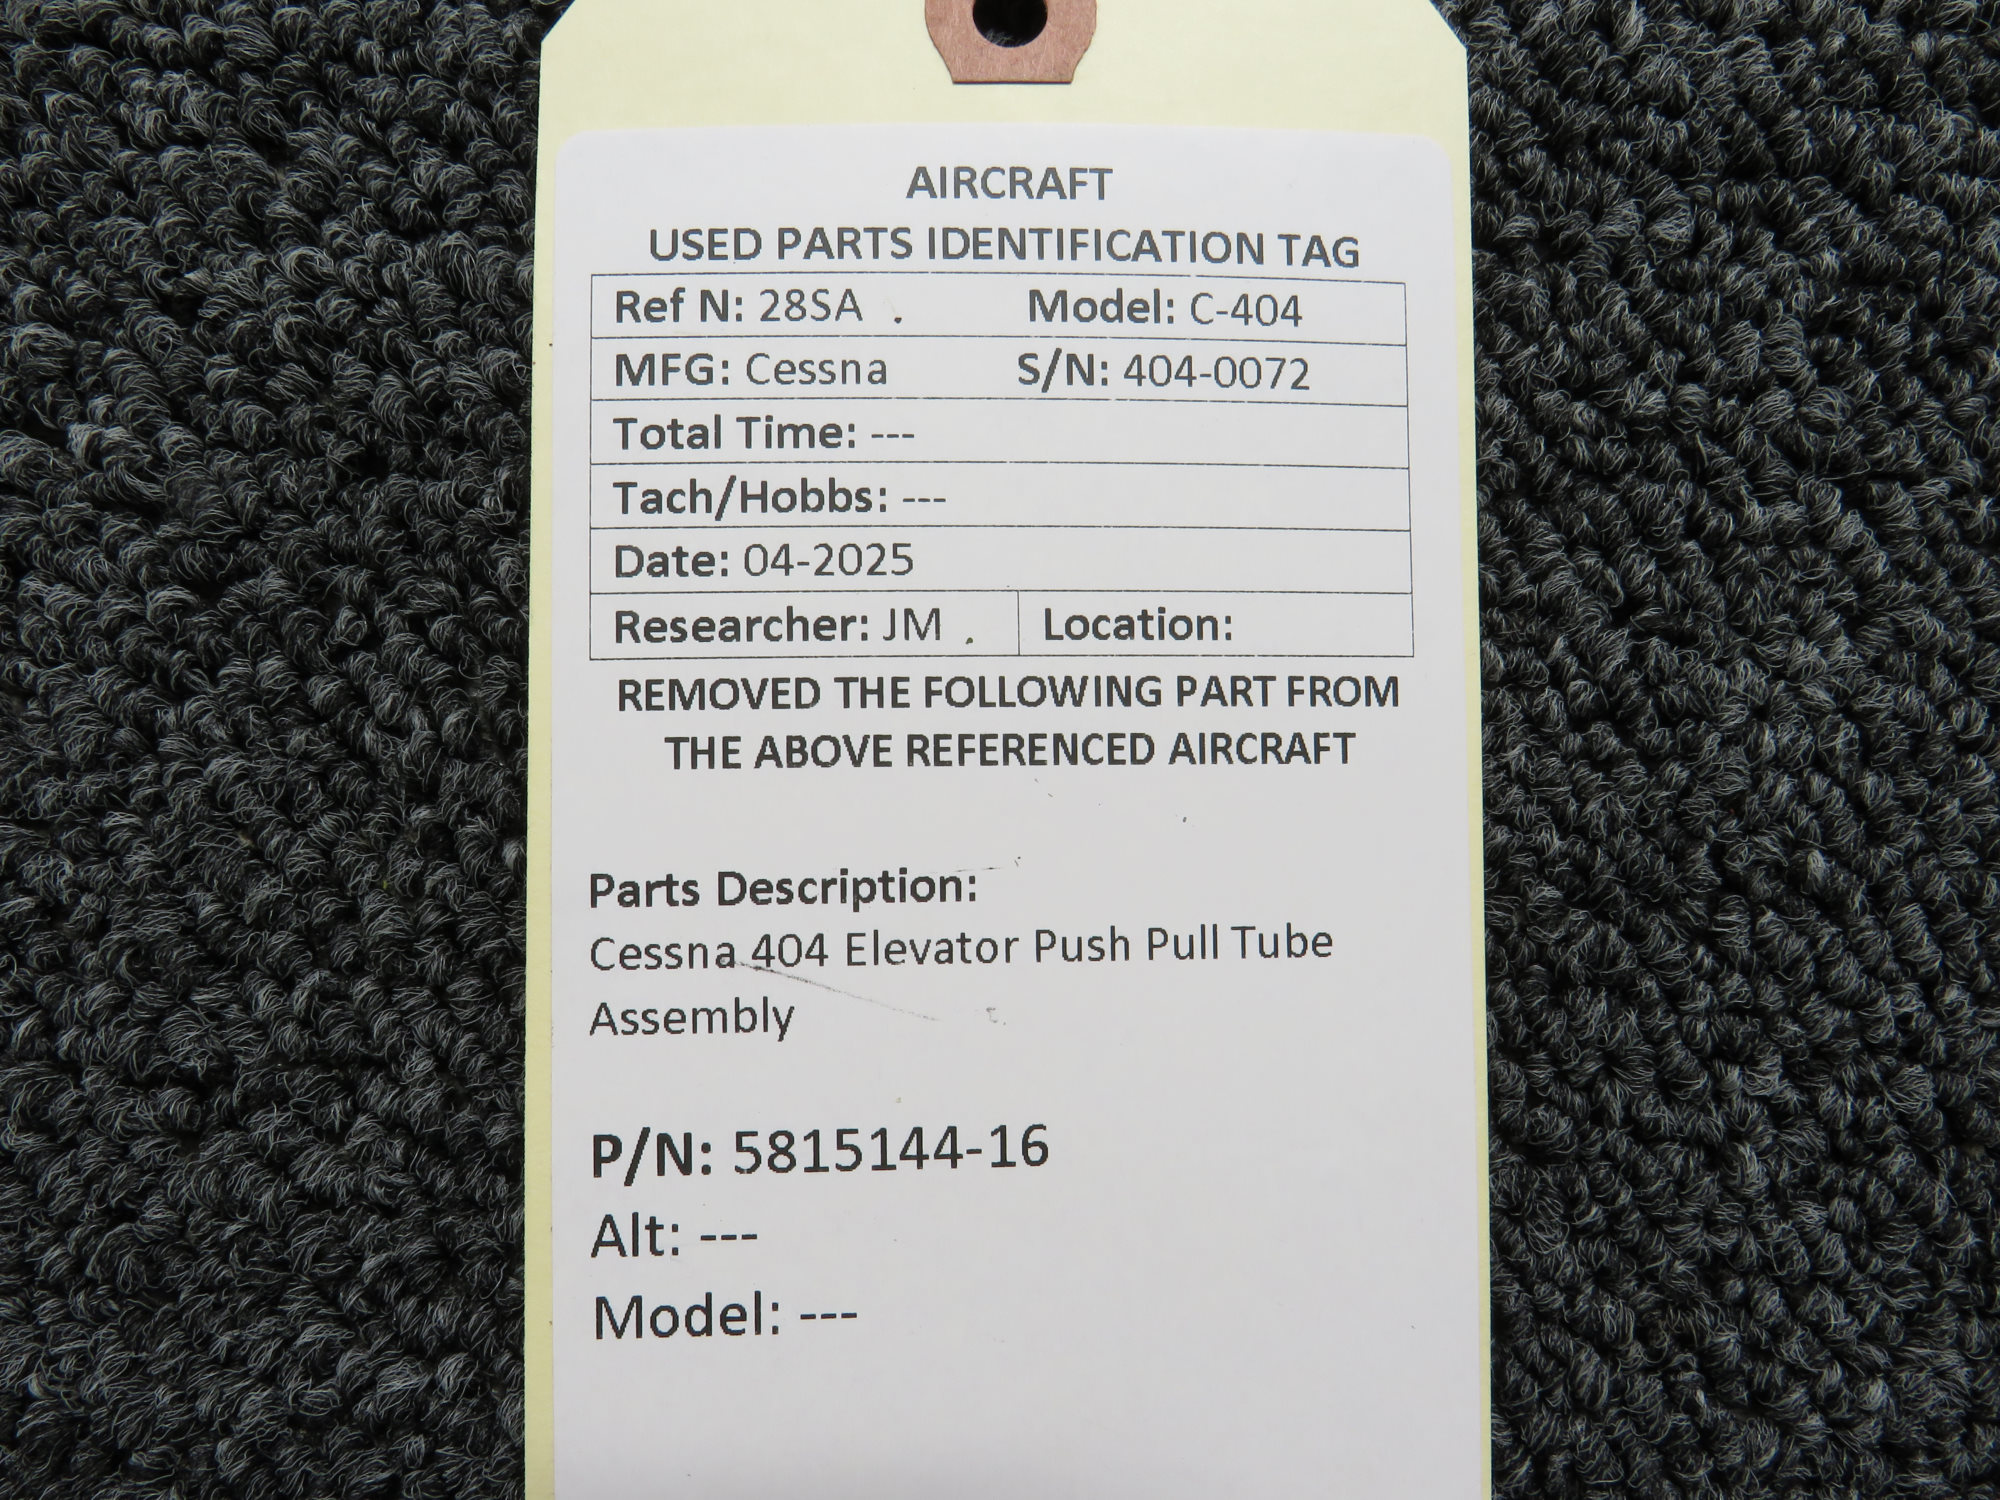 AIRCRAFT
USED PARTS IDENTIFICATION TAG
Ref N: 28SA . Model: C-404
MFG: Cessna S/N: 404-0072
Total Time: ---
Tach/Hobbs: ---
Date: 04-2025
Researcher: JM . Location:
REMOVED THE FOLLOWING PART FROM
THE ABOVE REFERENCED AIRCRAFT
Parts Description:
Cessna 404 Elevator Push Pull Tube
Assembly
P/N: 5815144-16
Alt: ---
Model: ---